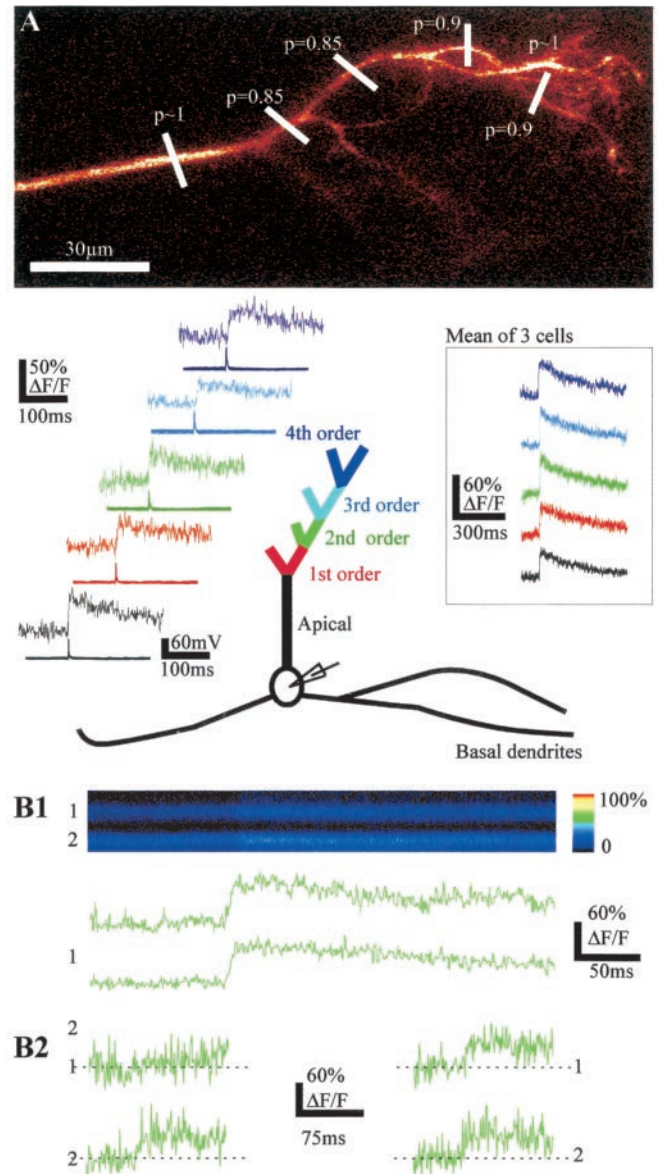 A
p~1
p=0.85
p=0.85
p=0.9
p~1
p=0.9
30µm
50%
ΔF/F
100ms
4th order
3rd order
2nd order
1st order
Apical
60mV
100ms
Basal dendrites
Mean of 3 cells
60%
ΔF/F
300ms
B1
1
2
100%
0
1
60%
ΔF/F
50ms
B2
2
1
2
60%
ΔF/F
75ms
1
2